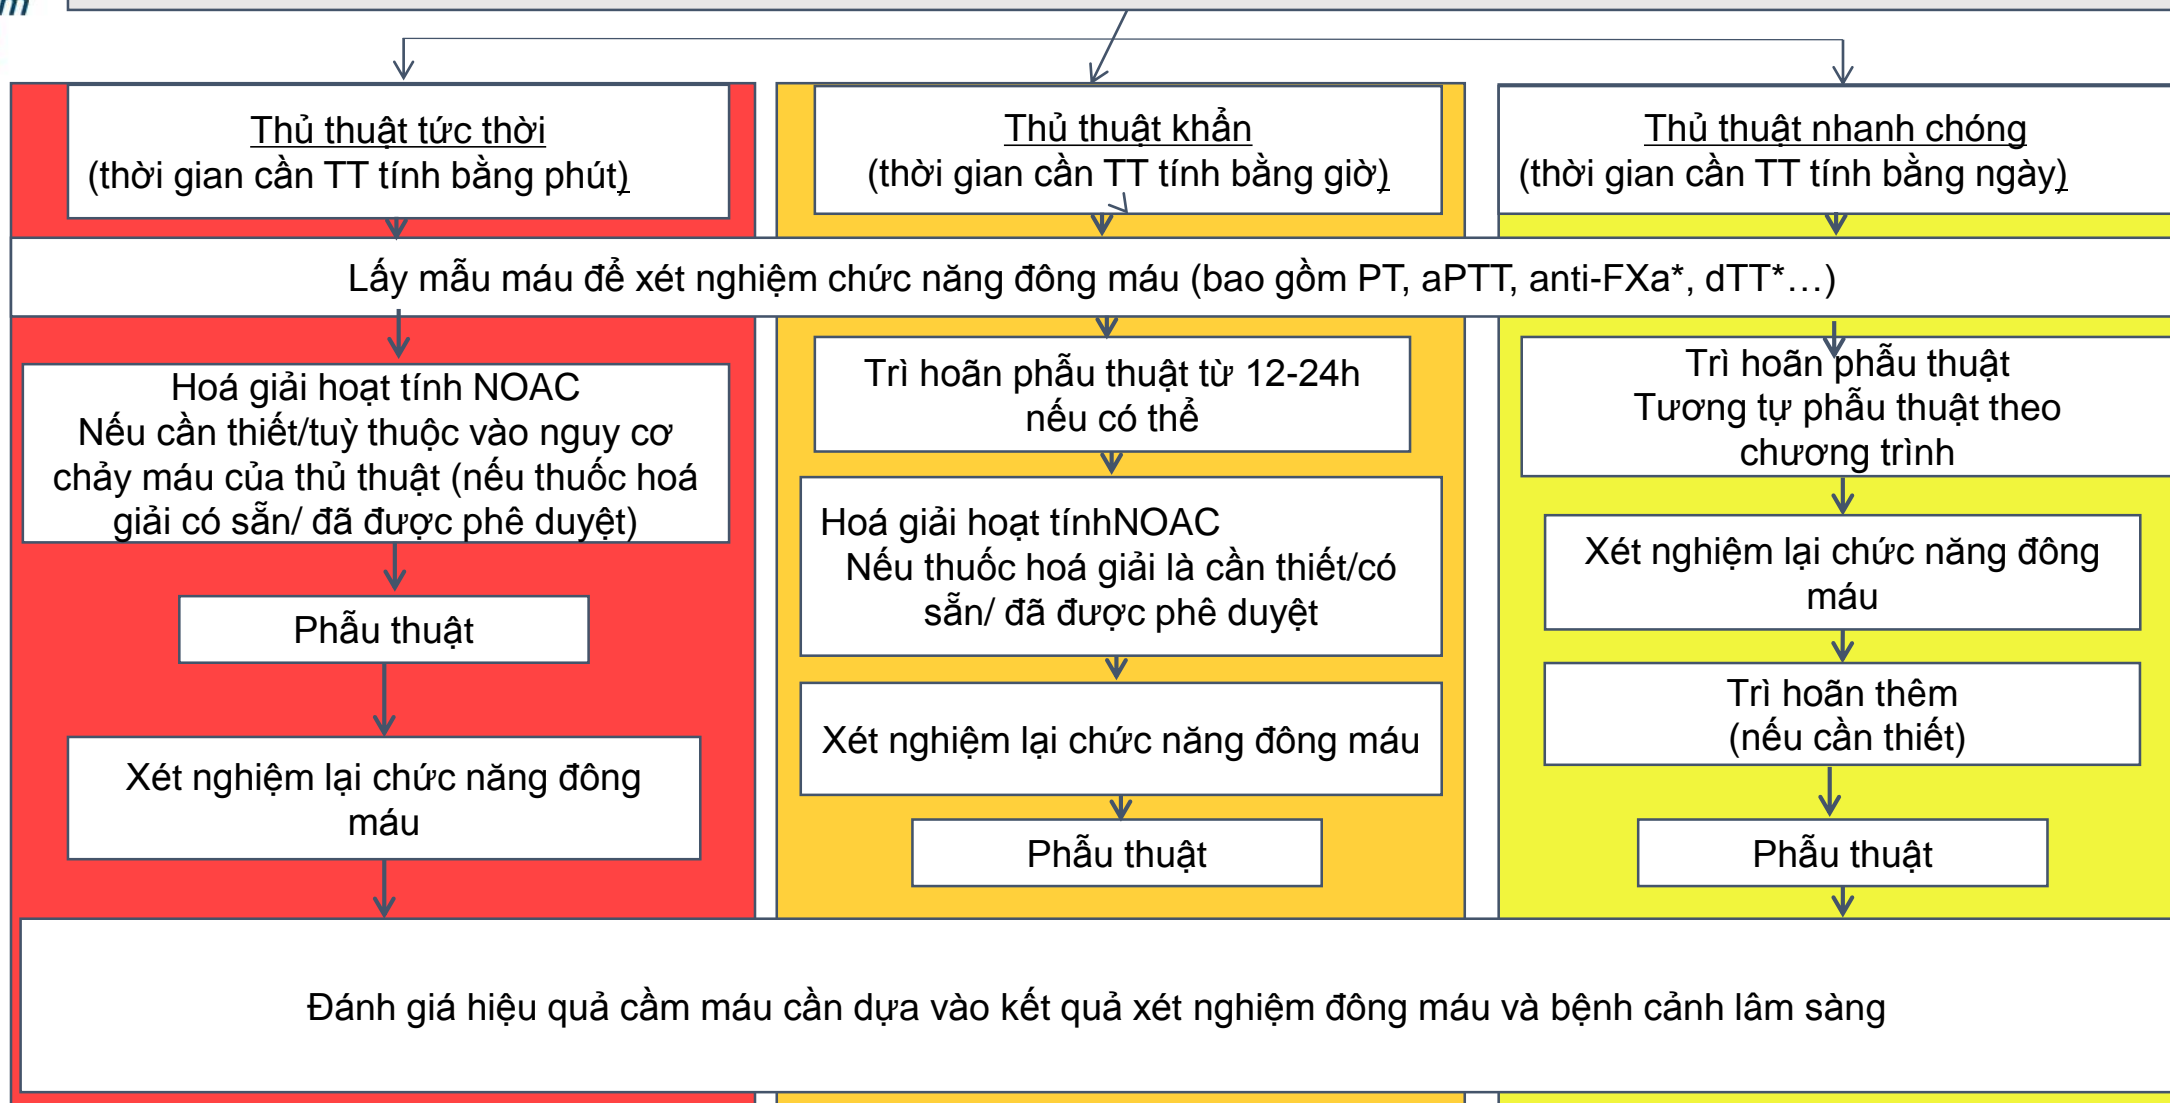 Thủ thuật tức thời
(thời gian cần TT tính bằng phút)
Thủ thuật khẩn
(thời gian cần TT tính bằng giờ)
Thủ thuật nhanh chóng
(thời gian cần TT tính bằng ngày)
Lấy mẫu máu để xét nghiệm chức năng đông máu (bao gồm PT, aPTT, anti-FXa*, dTT*…)
Hoá giải hoạt tính NOAC
Nếu cần thiết/tuỳ thuộc vào nguy cơ
chảy máu của thủ thuật (nếu thuốc hoá
giải có sẵn/ đã được phê duyệt)
Phẫu thuật
Xét nghiệm lại chức năng đông
máu
Trì hoãn phẫu thuật từ 12-24h
nếu có thể
Hoá giải hoạt tínhNOAC
Nếu thuốc hoá giải là cần thiết/có
sẵn/ đã được phê duyệt
Xét nghiệm lại chức năng đông máu
Phẫu thuật
Trì hoãn phẫu thuật
Tương tự phẫu thuật theo
chương trình
Xét nghiệm lại chức năng đông
máu
Trì hoãn thêm
(nếu cần thiết)
Phẫu thuật
Đánh giá hiệu quả cầm máu cần dựa vào kết quả xét nghiệm đông máu và bệnh cảnh lâm sàng